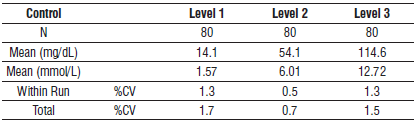 Control Level 1 Level 2 Level 3
N 80 80 80
Mean (mg/dL) 14.1 54.1 114.6
Mean (mmol/L) 1.57 6.01 12.72
Within Run %CV 1.3 0.5 1.3
Total %CV 1.7 0.7 1.5